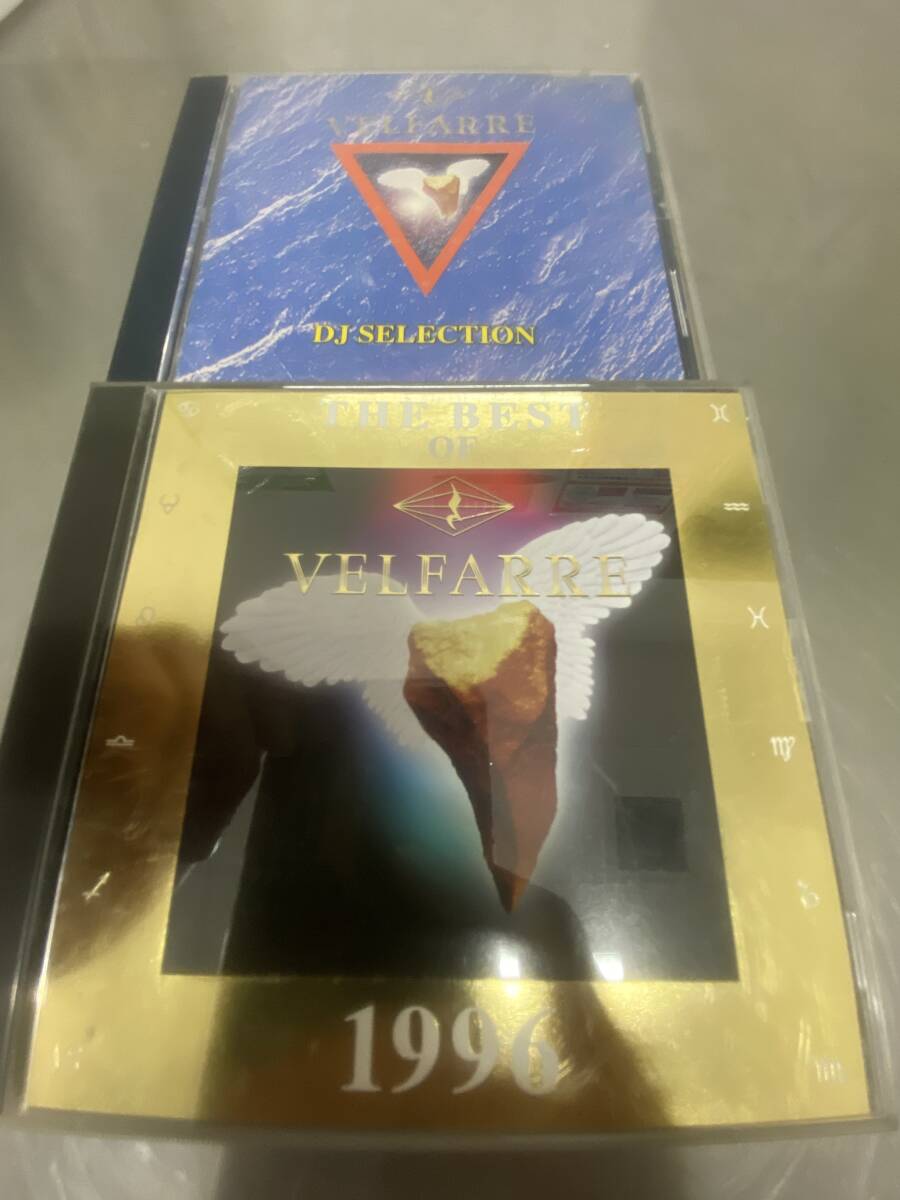 VELFARRE
DJ SELECTION
THE BEST
OF
VELFARRE
1996